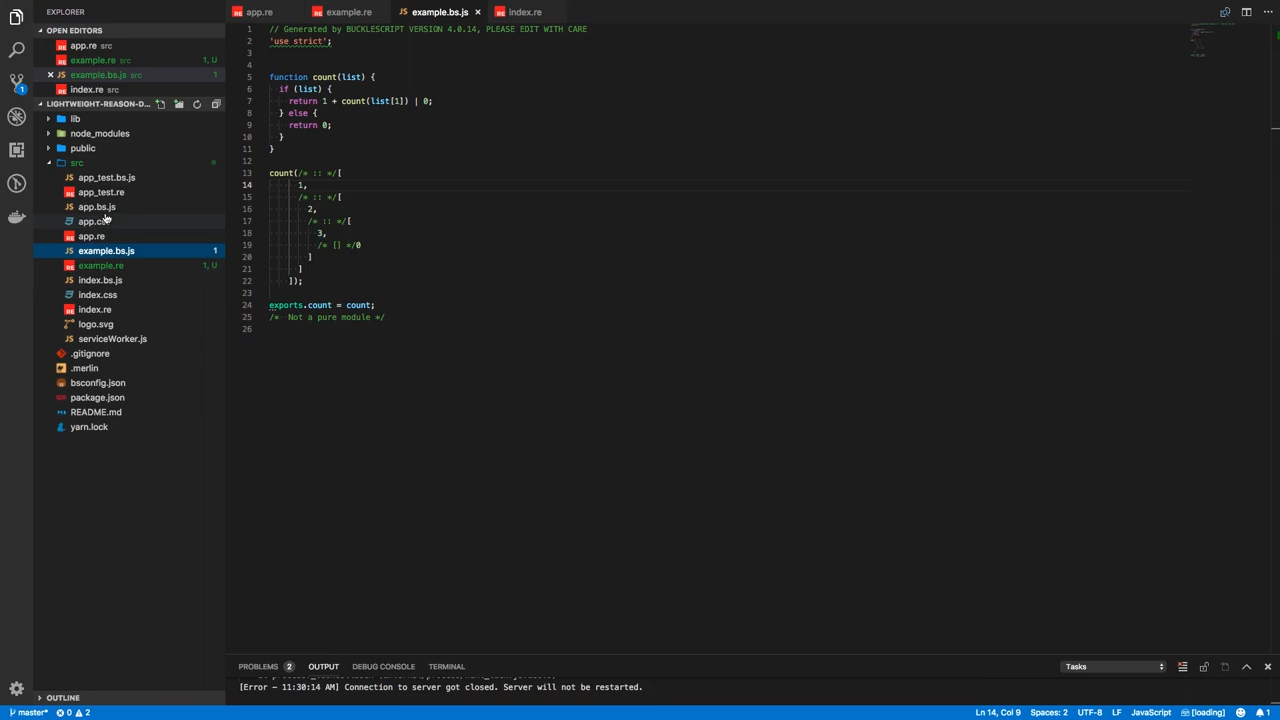 EXPLORER
OPEN EDITORS
app.re src
example.re src 1, U
example.bs.js src 1
index.re src
LIGHTWEIGHT-REASON-D...
lib
node_modules
public
src
app_test.bs.js
app_test.re
app.bs.js
app.css
app.re
example.bs.js 1
example.re 1, U
index.bs.js
index.css
index.re
logo.svg
serviceWorker.js
.gitignore
.merlin
bsconfig.json
package.json
README.md
yarn.lock
OUTLINE
app.re example.re example.bs.js index.re
1 // Generated by BUCKLESCRIPT VERSION 4.0.14, PLEASE EDIT WITH CARE
2 'use strict';
3
4
5 function count(list) {
6 if (list) {
7 return 1 + count(list[1]) | 0;
8 } else {
9 return 0;
10 }
11 }
12
13 count(/* :: */[
14 1,
15 /* :: */[
16 2,
17 /* :: */[
18 3,
19 /* [] */0
20 ]
21 ]
22 ]);
23
24 exports.count = count;
25 /* Not a pure module */
26
PROBLEMS 2 OUTPUT DEBUG CONSOLE TERMINAL Tasks
[Error - 11:30:14 AM] Connection to server got closed. Server will not be restarted.
master* 0 2 Ln 14, Col 9 Spaces: 2 UTF-8 LF JavaScript [loading] 1